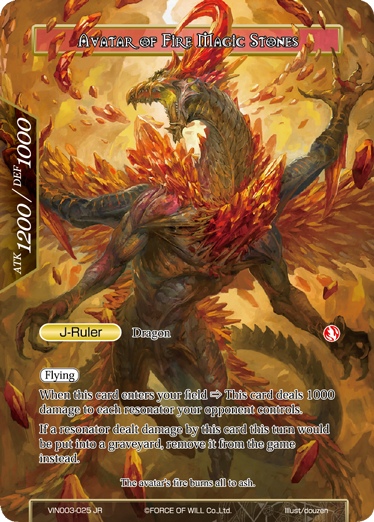 Avatar of Fire Magic Stones
ATK 1200 / DEF 1000
J-Ruler
Dragon
Flying
When this card enters your field ⇨ This card deals 1000
damage to each resonator your opponent controls.
If a resonator dealt damage by this card this turn would
be put into a graveyard, remove it from the game
instead.
The avatar's fire burns all to ash.
VIN003-025 JR
©FORCE OF WILL Co.,Ltd.
Illust/douzen